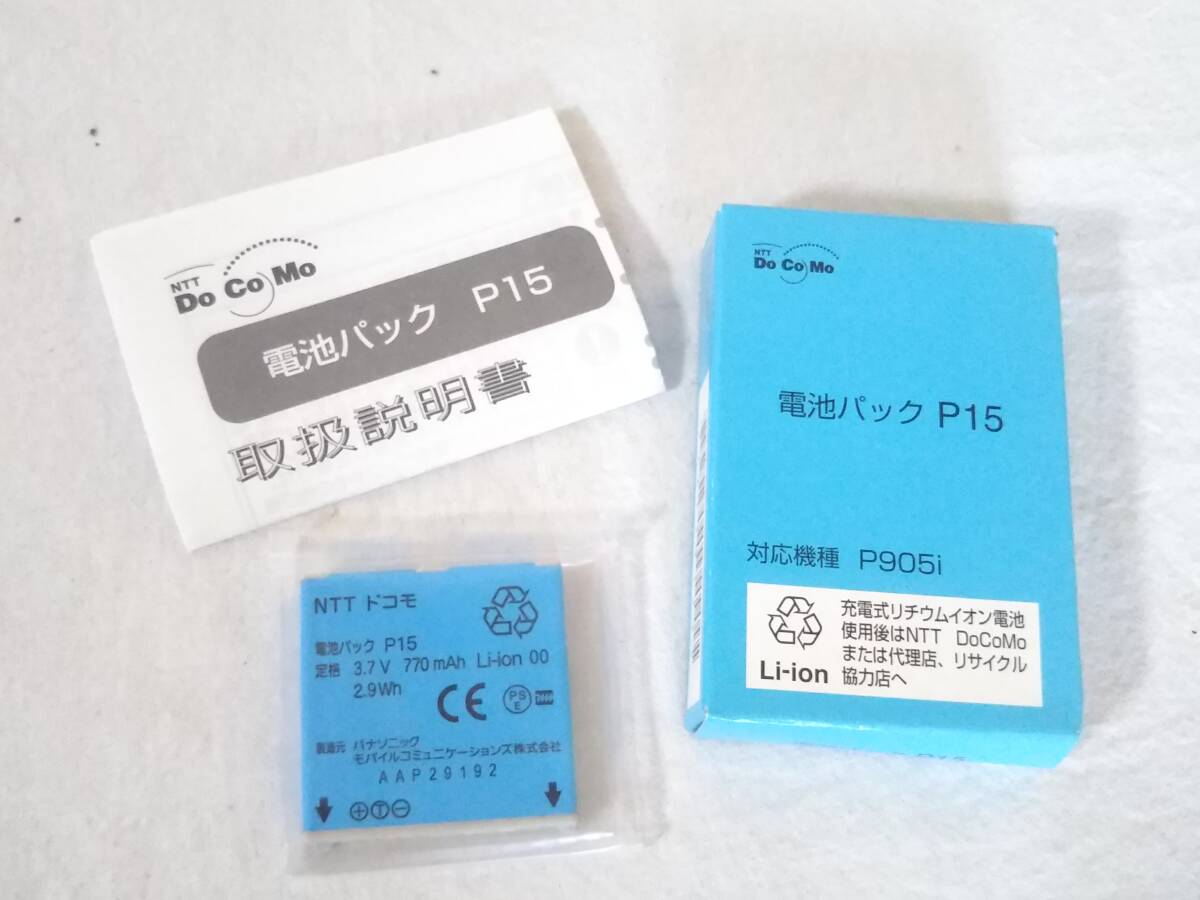 NTT
DoCoMo
電池パック P15
取扱説明書
NTT
DoCoMo
電池パック P15
対応機種 P905i
充電式リチウムイオン電池
使用後はNTT DoCoMo
または代理店、リサイクル
協力店へ
Li-ion
NTT ドコモ
電池パック P15
定格 3.7V 770mAh Li-ion 00
2.9Wh
CE
PS
E
製造元 パナソニック
モバイルコミュニケーションズ株式会社
AAP29192
+ T -